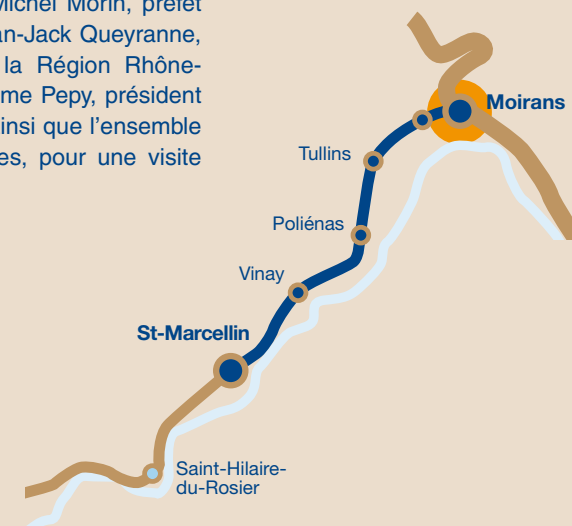 Michel Morin, préfet
an-Jack Queyranne,
la Région Rhône-
me Pepy, président
insi que l'ensemble
es, pour une visite
Moirans
Tullins
Poliénas
Vinay
St-Marcellin
Saint-Hilaire-
du-Rosier